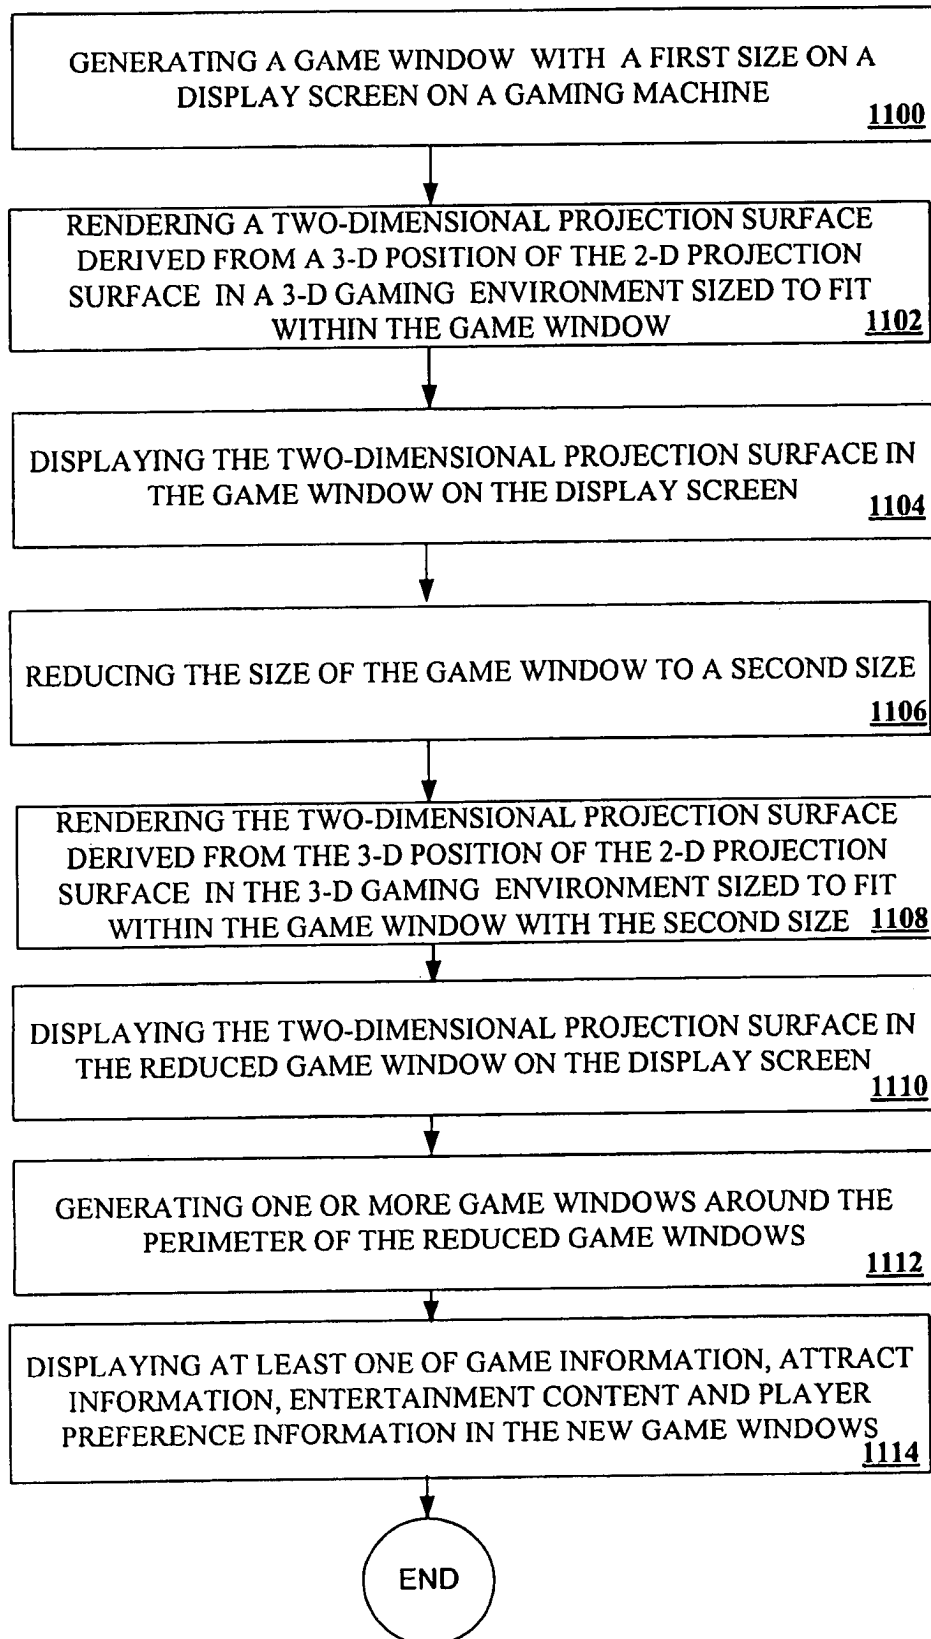 GENERATING A GAME WINDOW WITH A FIRST SIZE ON A
DISPLAY SCREEN ON A GAMING MACHINE
1100
RENDERING A TWO-DIMENSIONAL PROJECTION SURFACE
DERIVED FROM A 3-D POSITION OF THE 2-D PROJECTION
SURFACE IN A 3-D GAMING ENVIRONMENT SIZED TO FIT
WITHIN THE GAME WINDOW 1102
DISPLAYING THE TWO-DIMENSIONAL PROJECTION SURFACE IN
THE GAME WINDOW ON THE DISPLAY SCREEN
1104
REDUCING THE SIZE OF THE GAME WINDOW TO A SECOND SIZE
1106
RENDERING THE TWO-DIMENSIONAL PROJECTION SURFACE
DERIVED FROM THE 3-D POSITION OF THE 2-D PROJECTION
SURFACE IN THE 3-D GAMING ENVIRONMENT SIZED TO FIT
WITHIN THE GAME WINDOW WITH THE SECOND SIZE 1108
DISPLAYING THE TWO-DIMENSIONAL PROJECTION SURFACE IN
THE REDUCED GAME WINDOW ON THE DISPLAY SCREEN
1110
GENERATING ONE OR MORE GAME WINDOWS AROUND THE
PERIMETER OF THE REDUCED GAME WINDOWS
1112
DISPLAYING AT LEAST ONE OF GAME INFORMATION, ATTRACT
INFORMATION, ENTERTAINMENT CONTENT AND PLAYER
PREFERENCE INFORMATION IN THE NEW GAME WINDOWS
1114
END